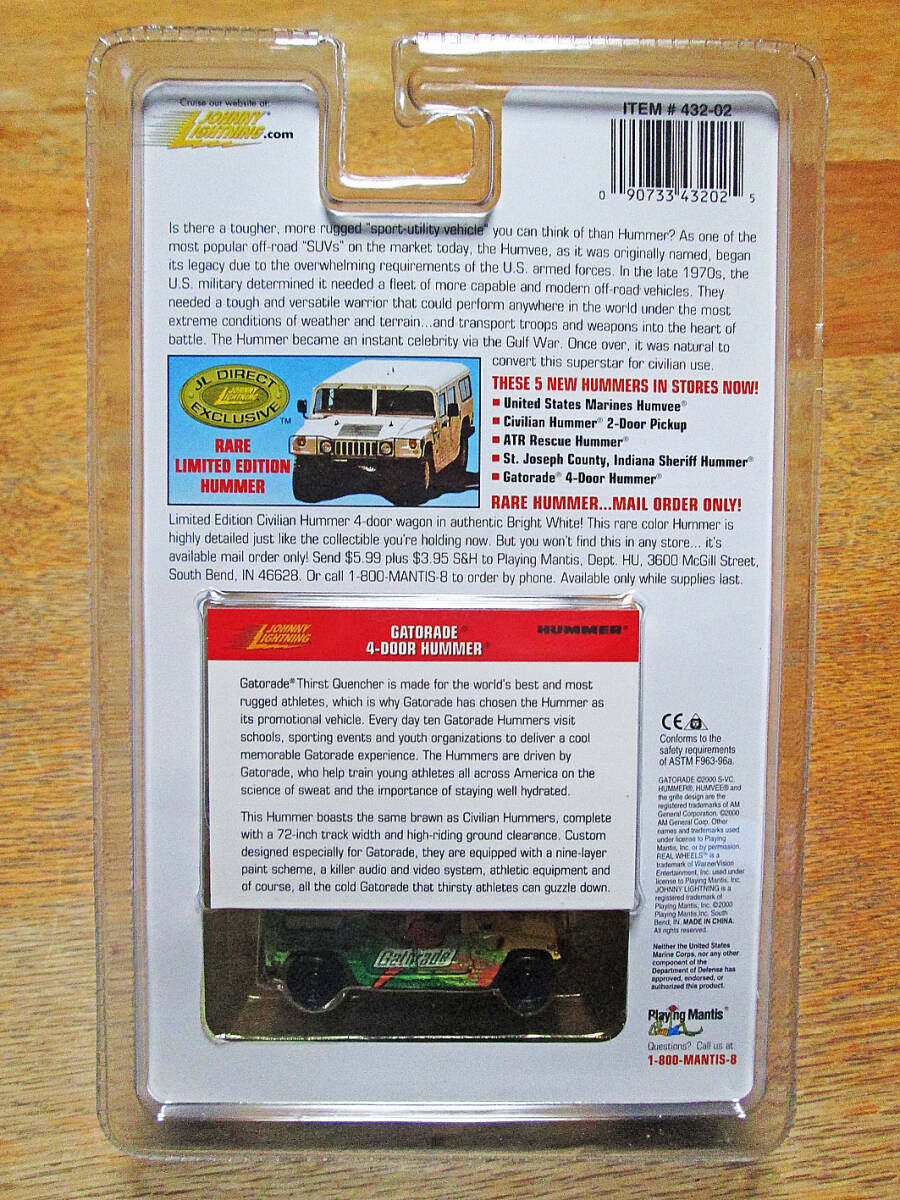 Cruise our website at:
JOHNNY LIGHTNING®.com
ITEM # 432-02
0 90733 43202 5
Is there a tougher, more rugged "sport-utility vehicle" you can think of than Hummer? As one of the
most popular off-road "SUVs" on the market today, the Humvee, as it was originally named, began
its legacy due to the overwhelming requirements of the U.S. armed forces. In the late 1970s, the
U.S. military determined it needed a fleet of more capable and modern off-road vehicles. They
needed a tough and versatile warrior that could perform anywhere in the world under the most
extreme conditions of weather and terrain...and transport troops and weapons into the heart of
battle. The Hummer became an instant celebrity via the Gulf War. Once over, it was natural to
convert this superstar for civilian use.
JL DIRECT
JOHNNY LIGHTNING
EXCLUSIVE
TM
RARE
LIMITED EDITION
HUMMER
THESE 5 NEW HUMMERS IN STORES NOW!
■ United States Marines Humvee®
■ Civilian Hummer® 2-Door Pickup
■ ATR Rescue Hummer®
■ St. Joseph County, Indiana Sheriff Hummer®
■ Gatorade® 4-Door Hummer®
RARE HUMMER...MAIL ORDER ONLY!
Limited Edition Civilian Hummer 4-door wagon in authentic Bright White! This rare color Hummer is
highly detailed just like the collectible you're holding now. But you won't find this in any store... it's
available mail order only! Send $5.99 plus $3.95 S&H to Playing Mantis, Dept. HU, 3600 McGill Street,
South Bend, IN 46628. Or call 1-800-MANTIS-8 to order by phone. Available only while supplies last.
JOHNNY LIGHTNING
GATORADE®
4-DOOR HUMMER®
HUMMER®
Gatorade® Thirst Quencher is made for the world's best and most
rugged athletes, which is why Gatorade has chosen the Hummer as
its promotional vehicle. Every day ten Gatorade Hummers visit
schools, sporting events and youth organizations to deliver a cool
memorable Gatorade experience. The Hummers are driven by
Gatorade, who help train young athletes all across America on the
science of sweat and the importance of staying well hydrated.
This Hummer boasts the same brawn as Civilian Hummers, complete
with a 72-inch track width and high-riding ground clearance. Custom
designed especially for Gatorade, they are equipped with a nine-layer
paint scheme, a killer audio and video system, athletic equipment and
of course, all the cold Gatorade that thirsty athletes can guzzle down.
Gatorade
CE
Conforms to the
safety requirements
of ASTM F963-96a.
GATORADE ©2000 S-VC.
HUMMER®, HUMVEE® and
the grille design are the
registered trademarks of AM
General Corporation. ©2000
AM General Corp. Other
names and trademarks used
under license to Playing
Mantis, Inc. or by permission.
REAL WHEELS™ is a
trademark of WarnerVision
Entertainment, Inc. used under
license to Playing Mantis, Inc.
JOHNNY LIGHTNING is a
registered trademark of
Playing Mantis, Inc. ©2000
Playing Mantis, Inc. South
Bend, IN. MADE IN CHINA.
All rights reserved.
Neither the United States
Marine Corps, nor any other
component of the
Department of Defense has
approved, endorsed, or
authorized this product.
Playing Mantis®
Questions? Call us at:
1-800-MANTIS-8